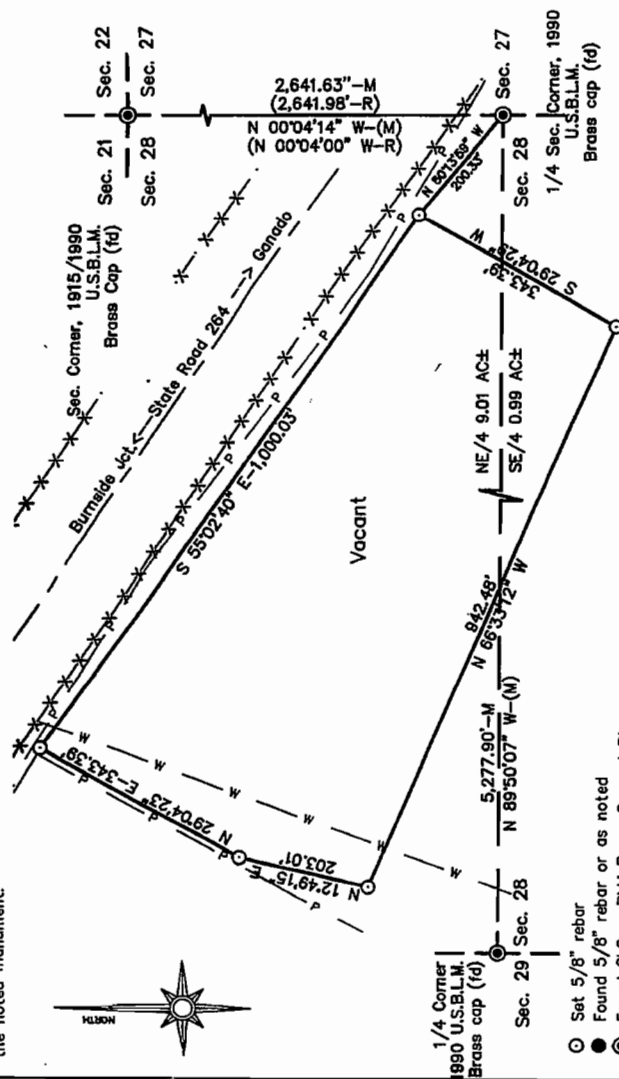 the noted monument.
Sec. 21
Sec. 22
Sec. 28
Sec. 27
Sec. Corner, 1915/1990
U.S.B.L.M.
Brass Cap (fd)
2,641.63"-M
(2,641.98'-R)
N 00°04'14" W-(M)
(N 00°04'00" W-R)
Burnside Jct.<--State Road 264 --> Ganado
S 55°02'40" E-1,000.03'
N 50°13'59" W
200.33'
Sec. 27
Sec. 28
1/4 Sec. Corner, 1990
U.S.B.L.M.
Brass cap (fd)
S 29°04'25" W
343.39'
Vacant
NE/4 9.01 AC±
SE/4 0.99 AC±
N 29°04'23" E-343.39'
N 12°49'15" E
203.01'
942.48'
N 66°33'12" W
5,277.90'-M
N 89°50'07" W-(M)
NORTH
1/4 Corner
1990 U.S.B.L.M.
Brass cap (fd)
Sec. 29
Sec. 28
P P P P P P P P P P
W W W W W
Set 5/8" rebar
Found 5/8" rebar or as noted